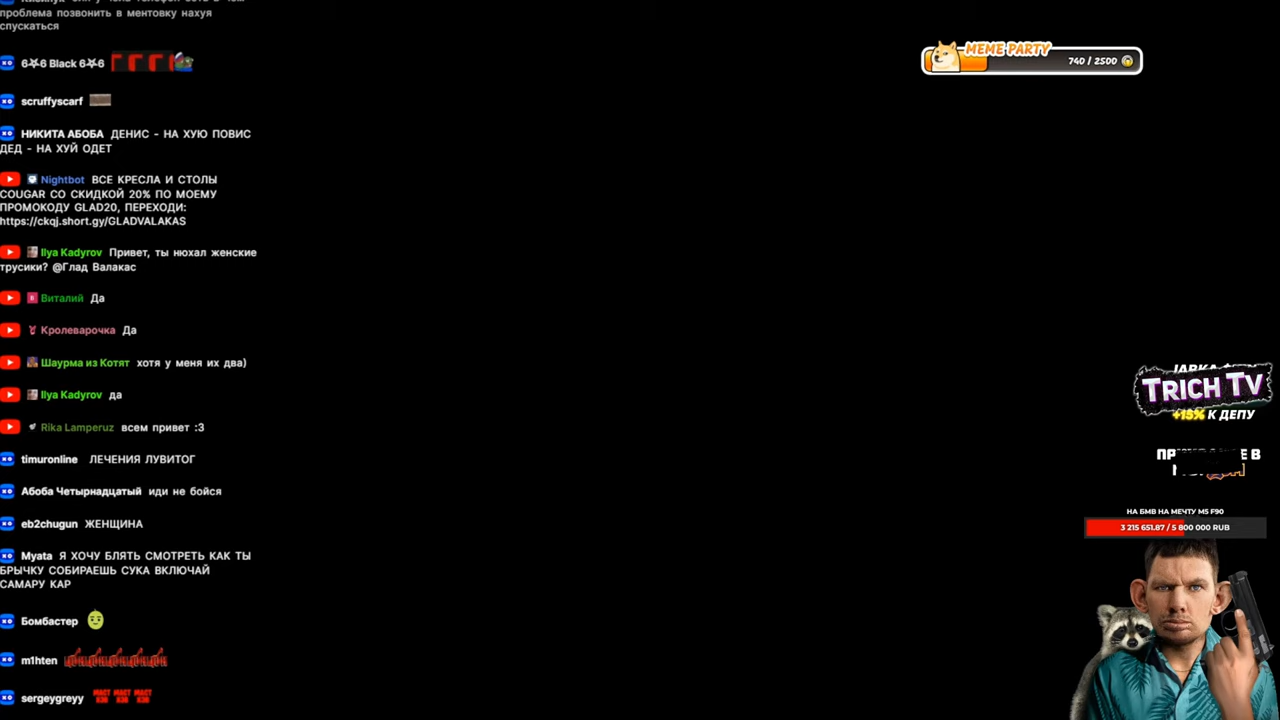 проблема позвонить в ментовку нахуя
спускаться
6⛧6 Black 6⛧6
scruffyscarf
НИКИТА АБОБА ДЕНИС - НА ХУЮ ПОВИС
ДЕД - НА ХУЙ ОДЕТ
Nightbot ВСЕ КРЕСЛА И СТОЛЫ
COUGAR СО СКИДКОЙ 20% ПО МОЕМУ
ПРОМОКОДУ GLAD20, ПЕРЕХОДИ:
https://ckqj.short.gy/GLADVALAKAS
Ilya Kadyrov Привет, ты нюхал женские
трусики? @Глад Валакас
Виталий Да
Кролеварочка Да
Шаурма из Котят хотя у меня их два)
Ilya Kadyrov да
Rika Lamperuz всем привет :3
timuronline ЛЕЧЕНИЯ ЛУВИТОГ
Абоба Четырнадцатый иди не бойся
eb2chugun ЖЕНЩИНА
Myata Я ХОЧУ БЛЯТЬ СМОТРЕТЬ КАК ТЫ
БРЫЧКУ СОБИРАЕШЬ СУКА ВКЛЮЧАЙ
САМАРУ КАР
Бомбастер
m1hten
sergeygreyy
MEME PARTY
740 / 2500
TRICH TV
+15% К ДЕПУ
НА БМВ НА МЕЧТУ M5 F90
3 215 651.87 / 5 800 000 RUB